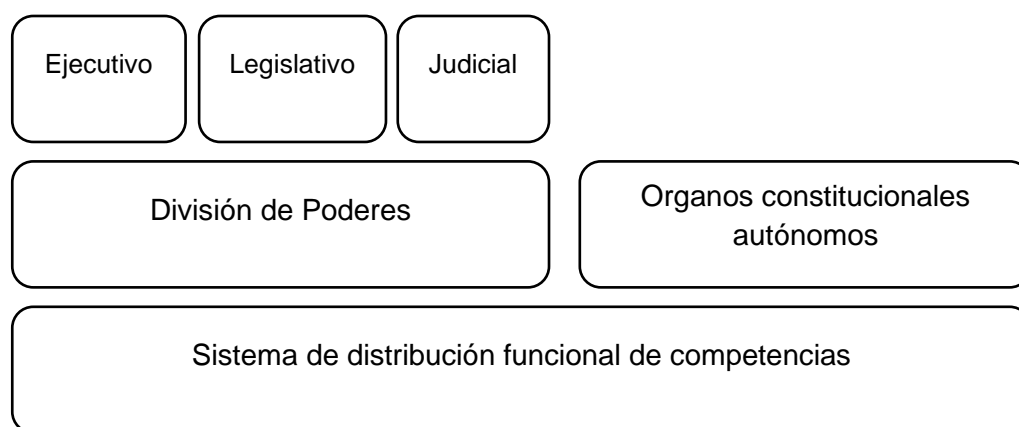 Ejecutivo
Legislativo
Judicial
División de Poderes
Organos constitucionales
autónomos
Sistema de distribución funcional de competencias